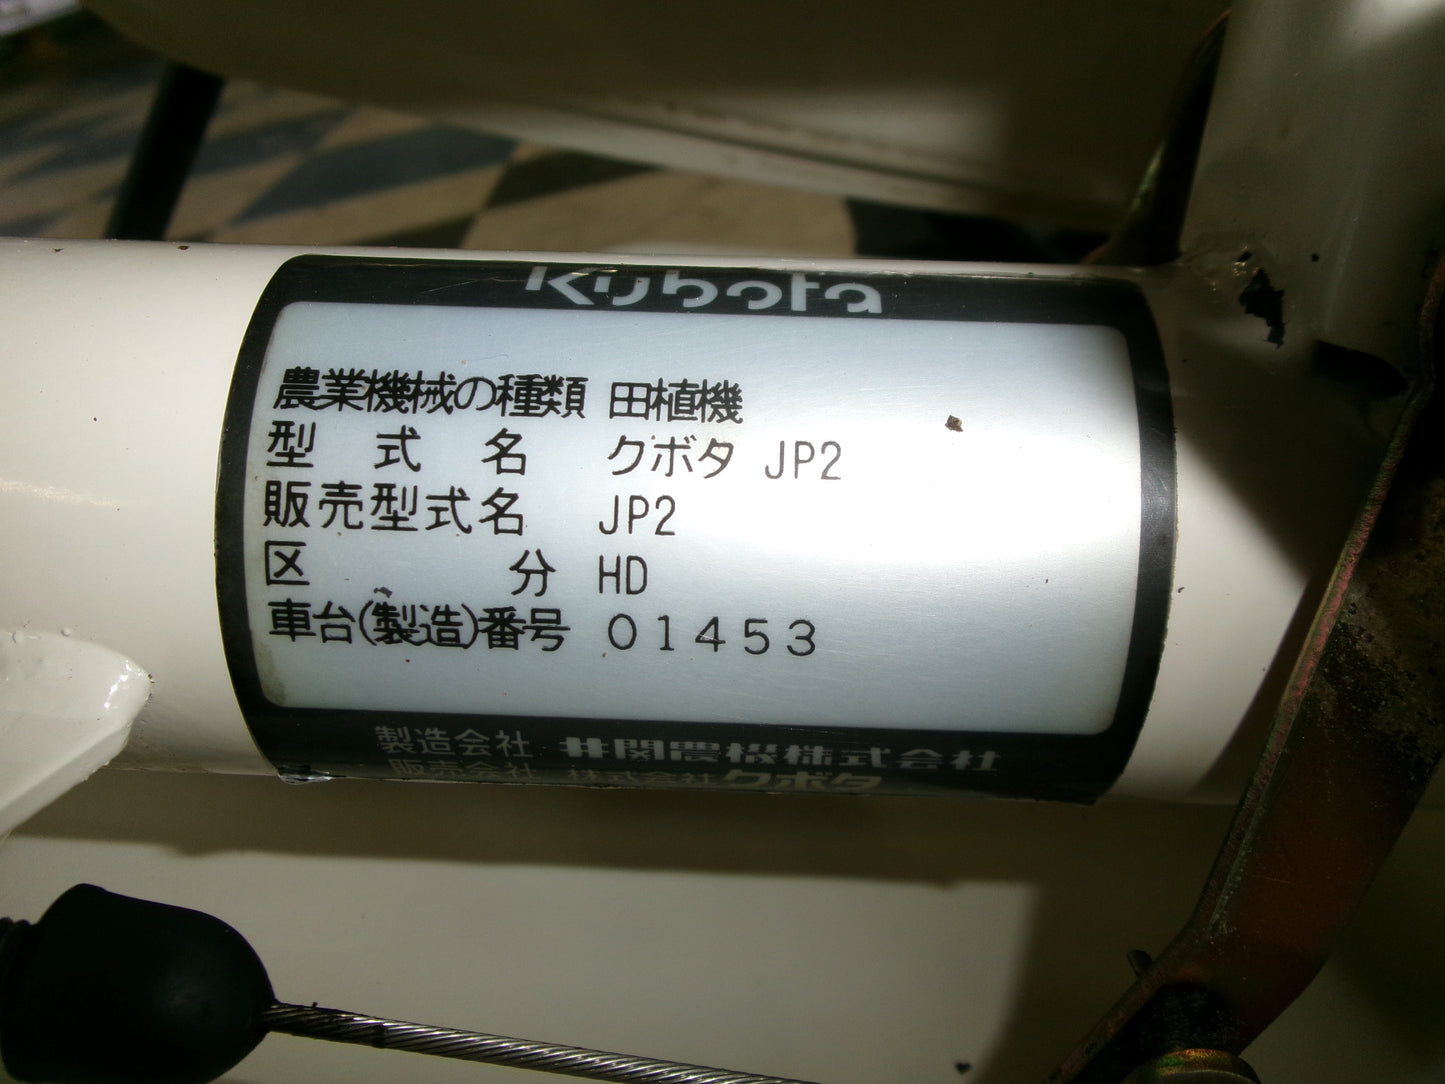 Kubota
農業機械の種類 田植機
型式名 クボタ JP2
販売型式名 JP2
区分 HD
車台(製造)番号 01453
製造会社 井関農機株式会社
販売会社 株式会社クボタ